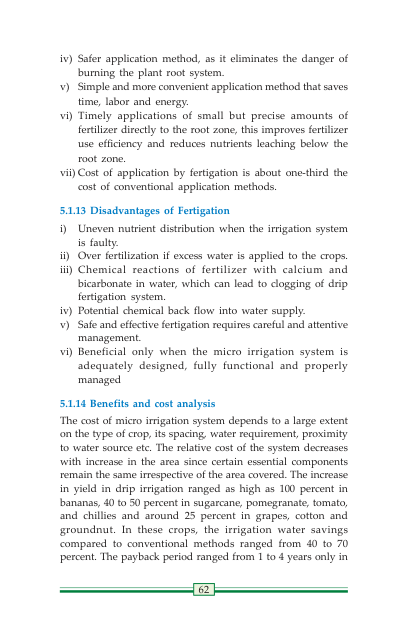 iv) Safer application method, as it eliminates the danger of
burning the plant root system.
v) Simple and more convenient application method that saves
time, labor and energy.
vi) Timely applications of small but precise amounts of
fertilizer directly to the root zone, this improves fertilizer
use efficiency and reduces nutrients leaching below the
root zone.
vii) Cost of application by fertigation is about one-third the
cost of conventional application methods.
5.1.13 Disadvantages of Fertigation
i) Uneven nutrient distribution when the irrigation system
is faulty.
ii) Over fertilization if excess water is applied to the crops.
iii) Chemical reactions of fertilizer with calcium and
bicarbonate in water, which can lead to clogging of drip
fertigation system.
iv) Potential chemical back flow into water supply.
v) Safe and effective fertigation requires careful and attentive
management.
vi) Beneficial only when the micro irrigation system is
adequately designed, fully functional and properly
managed
5.1.14 Benefits and cost analysis
The cost of micro irrigation system depends to a large extent
on the type of crop, its spacing, water requirement, proximity
to water source etc. The relative cost of the system decreases
with increase in the area since certain essential components
remain the same irrespective of the area covered. The increase
in yield in drip irrigation ranged as high as 100 percent in
bananas, 40 to 50 percent in sugarcane, pomegranate, tomato,
and chillies and around 25 percent in grapes, cotton and
groundnut. In these crops, the irrigation water savings
compared to conventional methods ranged from 40 to 70
percent. The payback period ranged from 1 to 4 years only in
62